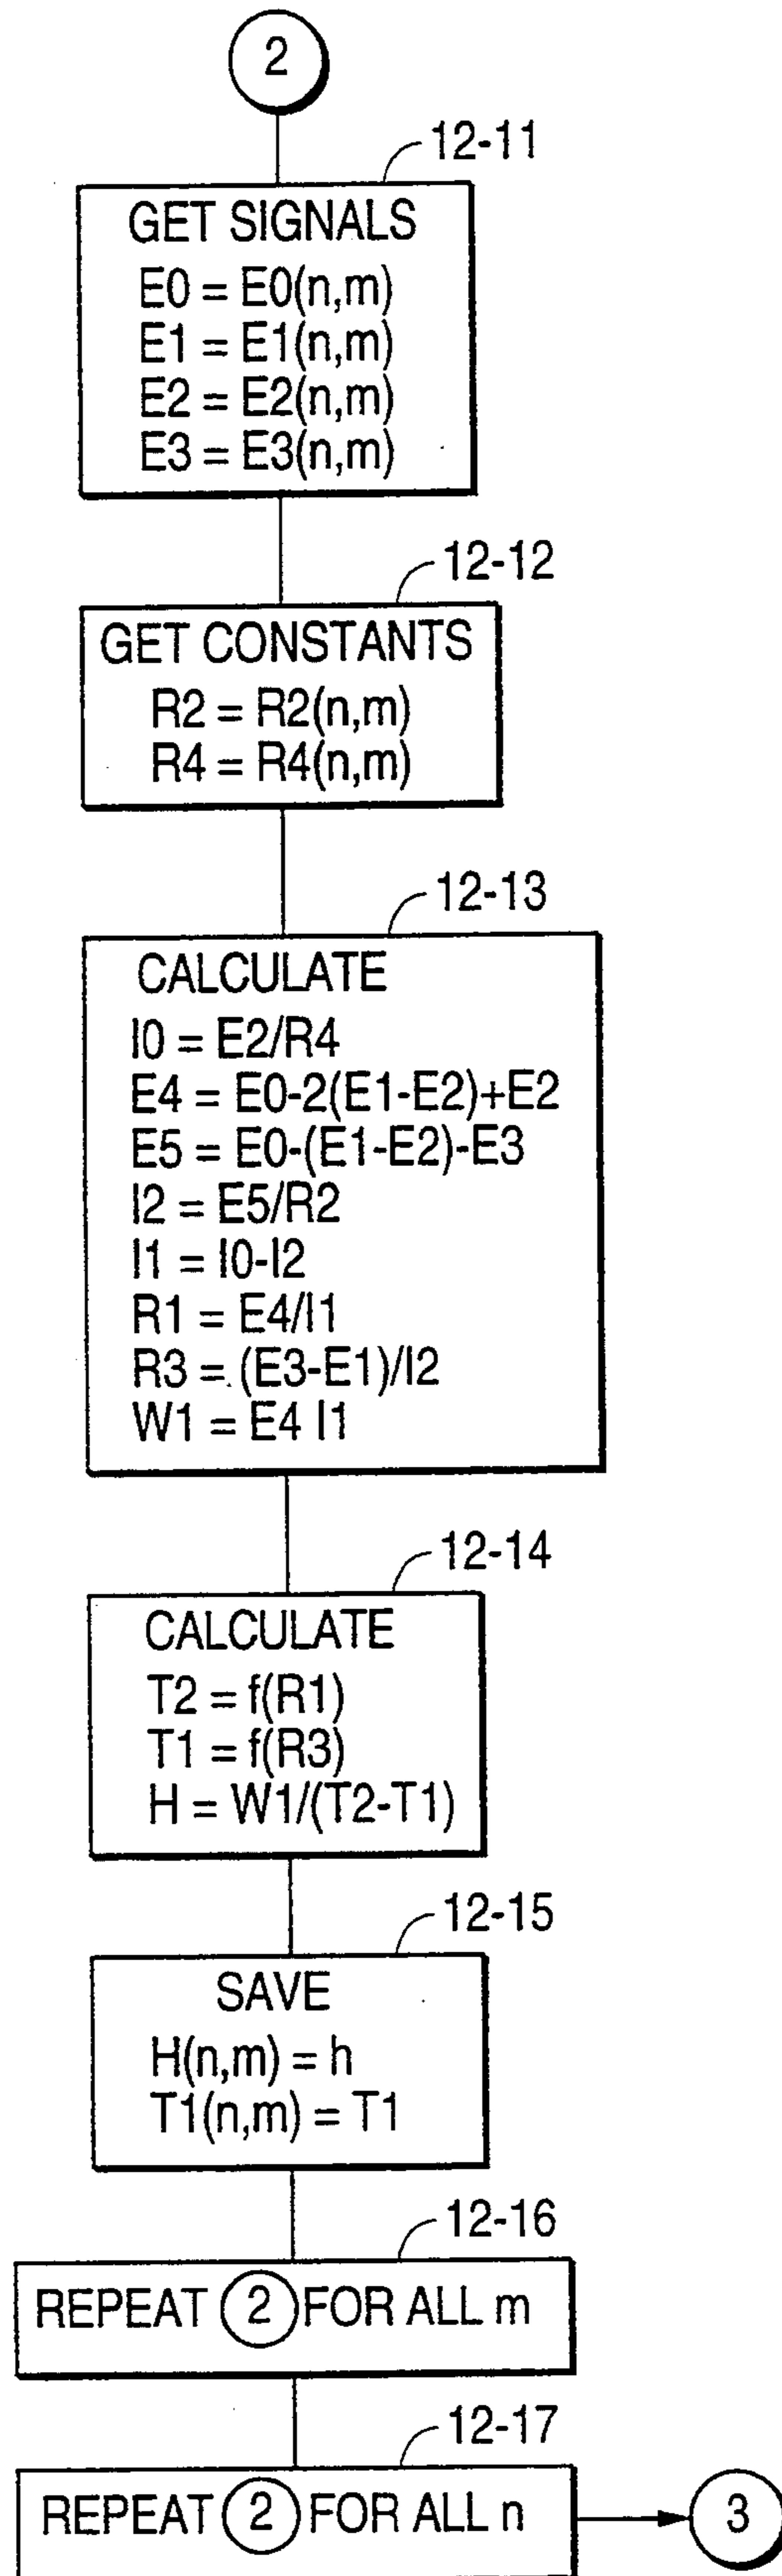 2
12-11
GET SIGNALS
E0 = E0(n,m)
E1 = E1(n,m)
E2 = E2(n,m)
E3 = E3(n,m)
12-12
GET CONSTANTS
R2 = R2(n,m)
R4 = R4(n,m)
12-13
CALCULATE
I0 = E2/R4
E4 = E0-2(E1-E2)+E2
E5 = E0-(E1-E2)-E3
I2 = E5/R2
I1 = I0-I2
R1 = E4/I1
R3 = (E3-E1)/I2
W1 = E4 I1
12-14
CALCULATE
T2 = f(R1)
T1 = f(R3)
H = W1/(T2-T1)
12-15
SAVE
H(n,m) = h
T1(n,m) = T1
12-16
REPEAT 2 FOR ALL m
12-17
REPEAT 2 FOR ALL n 3